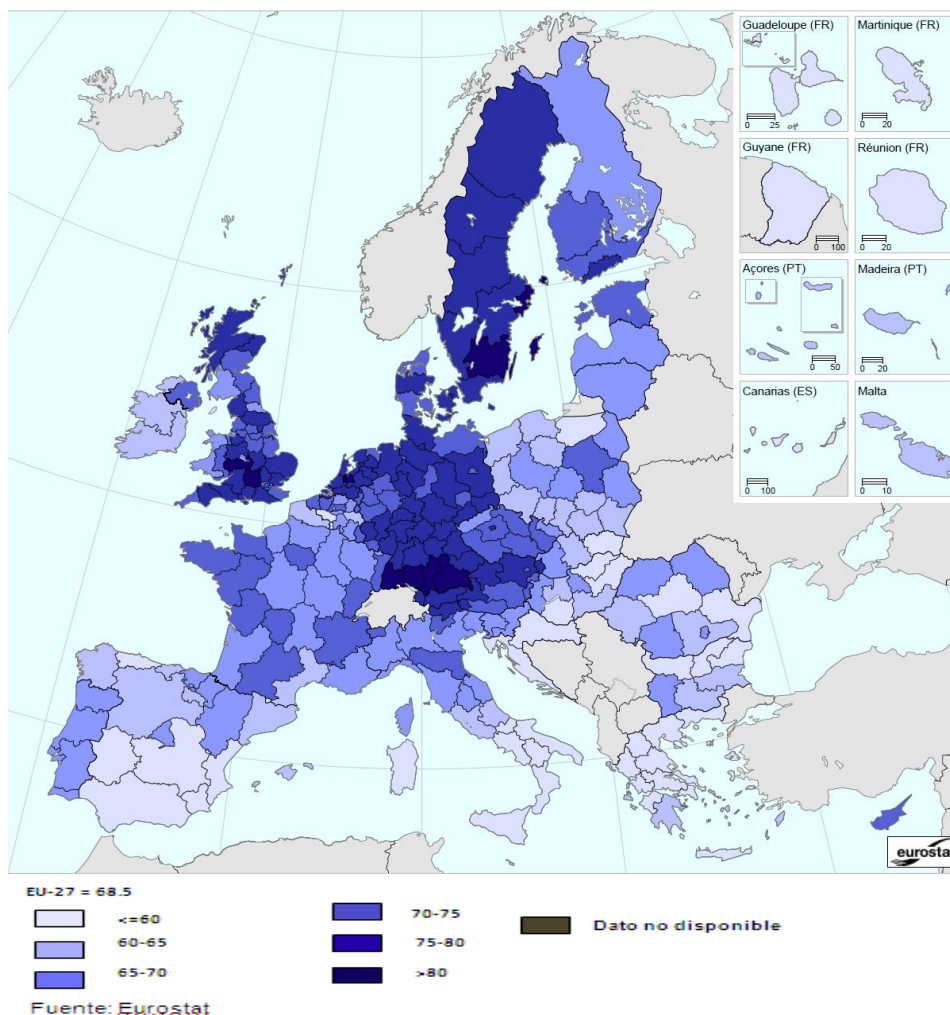 Guadeloupe (FR)
0 25
Martinique (FR)
0 20
Guyane (FR)
0 100
Réunion (FR)
0 20
Açores (PT)
0 50
Madeira (PT)
0 20
Canarias (ES)
0 100
Malta
0 10
eurostat
EU-27 = 68.5
<=60
60-65
65-70
70-75
75-80
>80
Dato no disponible
Fuente: Eurostat